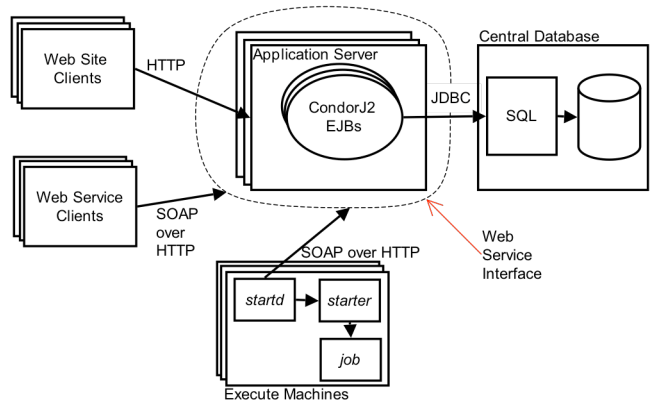 Web Site
Clients
HTTP
Application Server
CondorJ2
EJBs
JDBC
Central Database
SQL
Web Service
Clients
SOAP
over
HTTP
SOAP over HTTP
Web
Service
Interface
startd
starter
job
Execute Machines